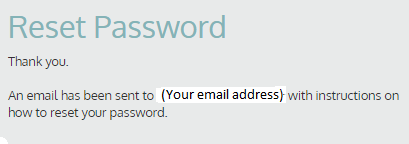 Reset Password
Thank you.
An email has been sent to (Your email address) with instructions on
how to reset your password.